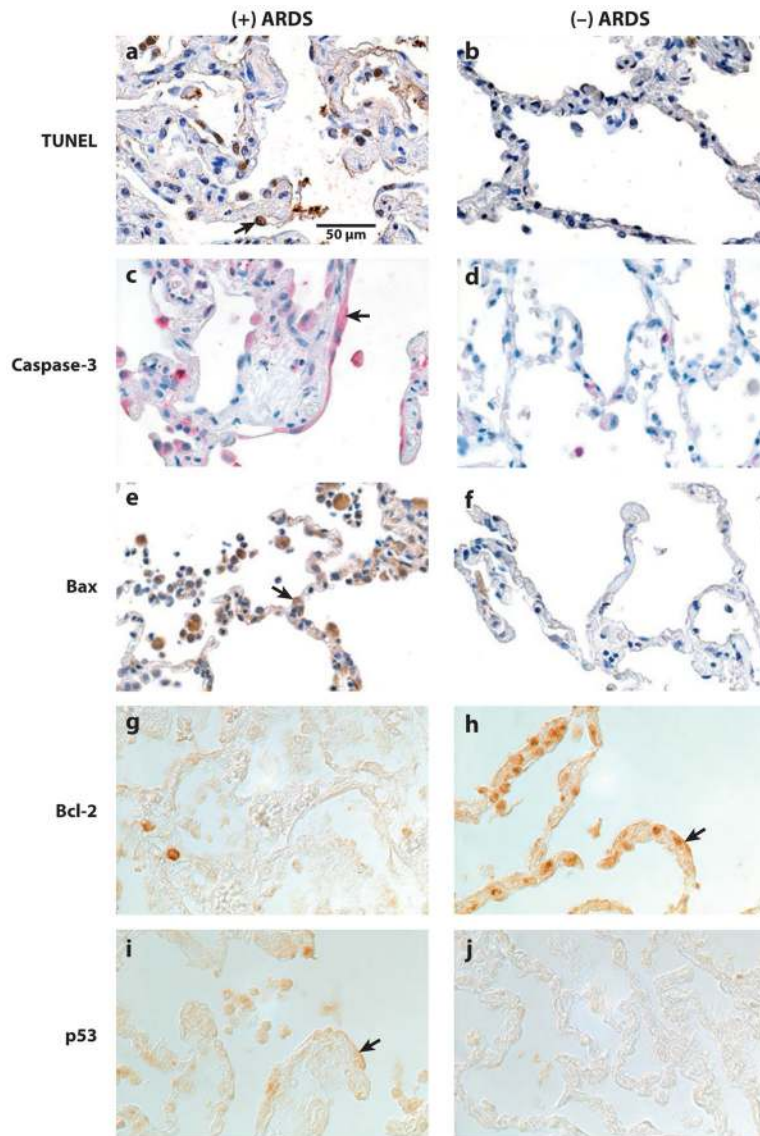 (+) ARDS
(–) ARDS
TUNEL
a
b
50 μm
Caspase-3
c
d
Bax
e
f
Bcl-2
g
h
p53
i
j